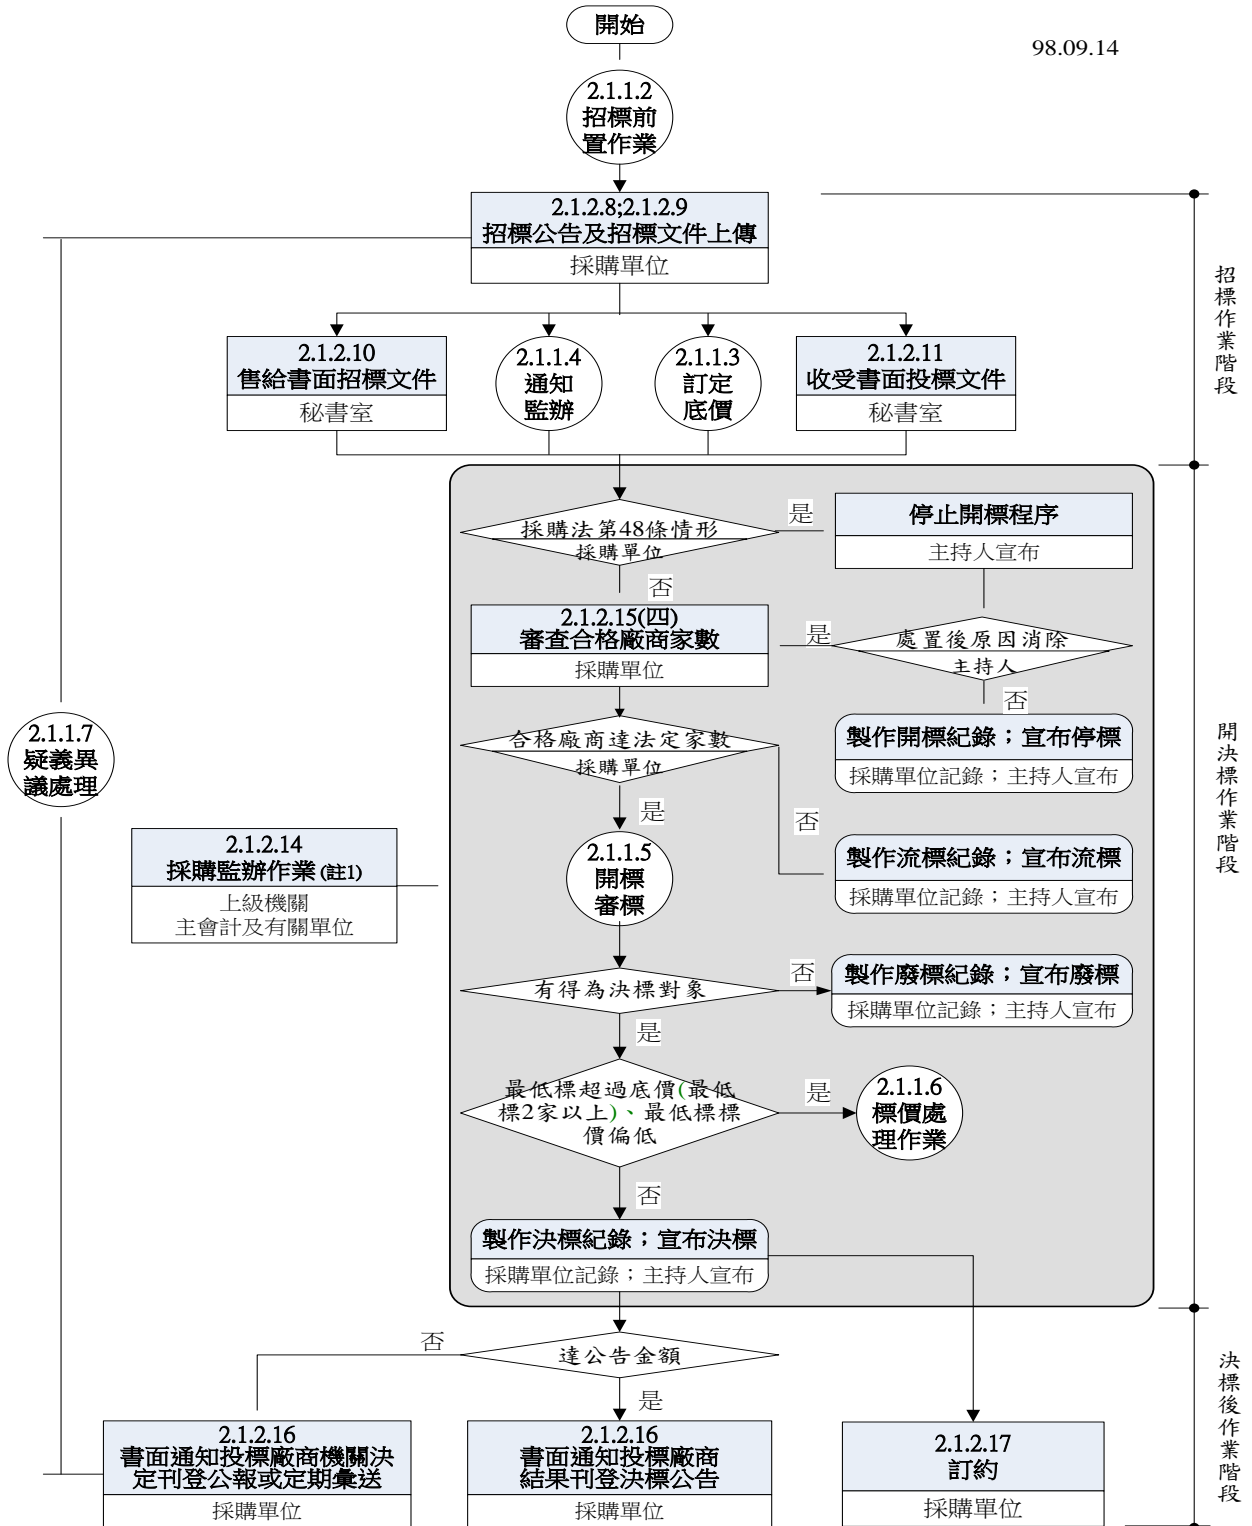 開始
98.09.14
2.1.1.2
招標前
置作業
2.1.2.8;2.1.2.9
招標公告及招標文件上傳
採購單位
招標作業階段
2.1.2.10
售給書面招標文件
秘書室
2.1.1.4
通知
監辦
2.1.1.3
訂定
底價
2.1.2.11
收受書面投標文件
秘書室
採購法第48條情形
採購單位
是
停止開標程序
主持人宣布
否
2.1.2.15(四)
審查合格廠商家數
採購單位
是
處置後原因消除
主持人
否
合格廠商達法定家數
採購單位
製作開標紀錄；宣布停標
採購單位記錄；主持人宣布
開決標作業階段
2.1.1.7
疑義異
議處理
是
否
2.1.2.14
採購監辦作業(註1)
上級機關
主會計及有關單位
2.1.1.5
開標
審標
製作流標紀錄；宣布流標
採購單位記錄；主持人宣布
有得為決標對象
否
製作廢標紀錄；宣布廢標
採購單位記錄；主持人宣布
是
最低標超過底價(最低
標2家以上)、最低標標
價偏低
是
2.1.1.6
標價處
理作業
否
製作決標紀錄；宣布決標
採購單位記錄；主持人宣布
否
達公告金額
是
決標後作業階段
2.1.2.16
書面通知投標廠商機關決
定刊登公報或定期彙送
採購單位
2.1.2.16
書面通知投標廠商
結果刊登決標公告
採購單位
2.1.2.17
訂約
採購單位